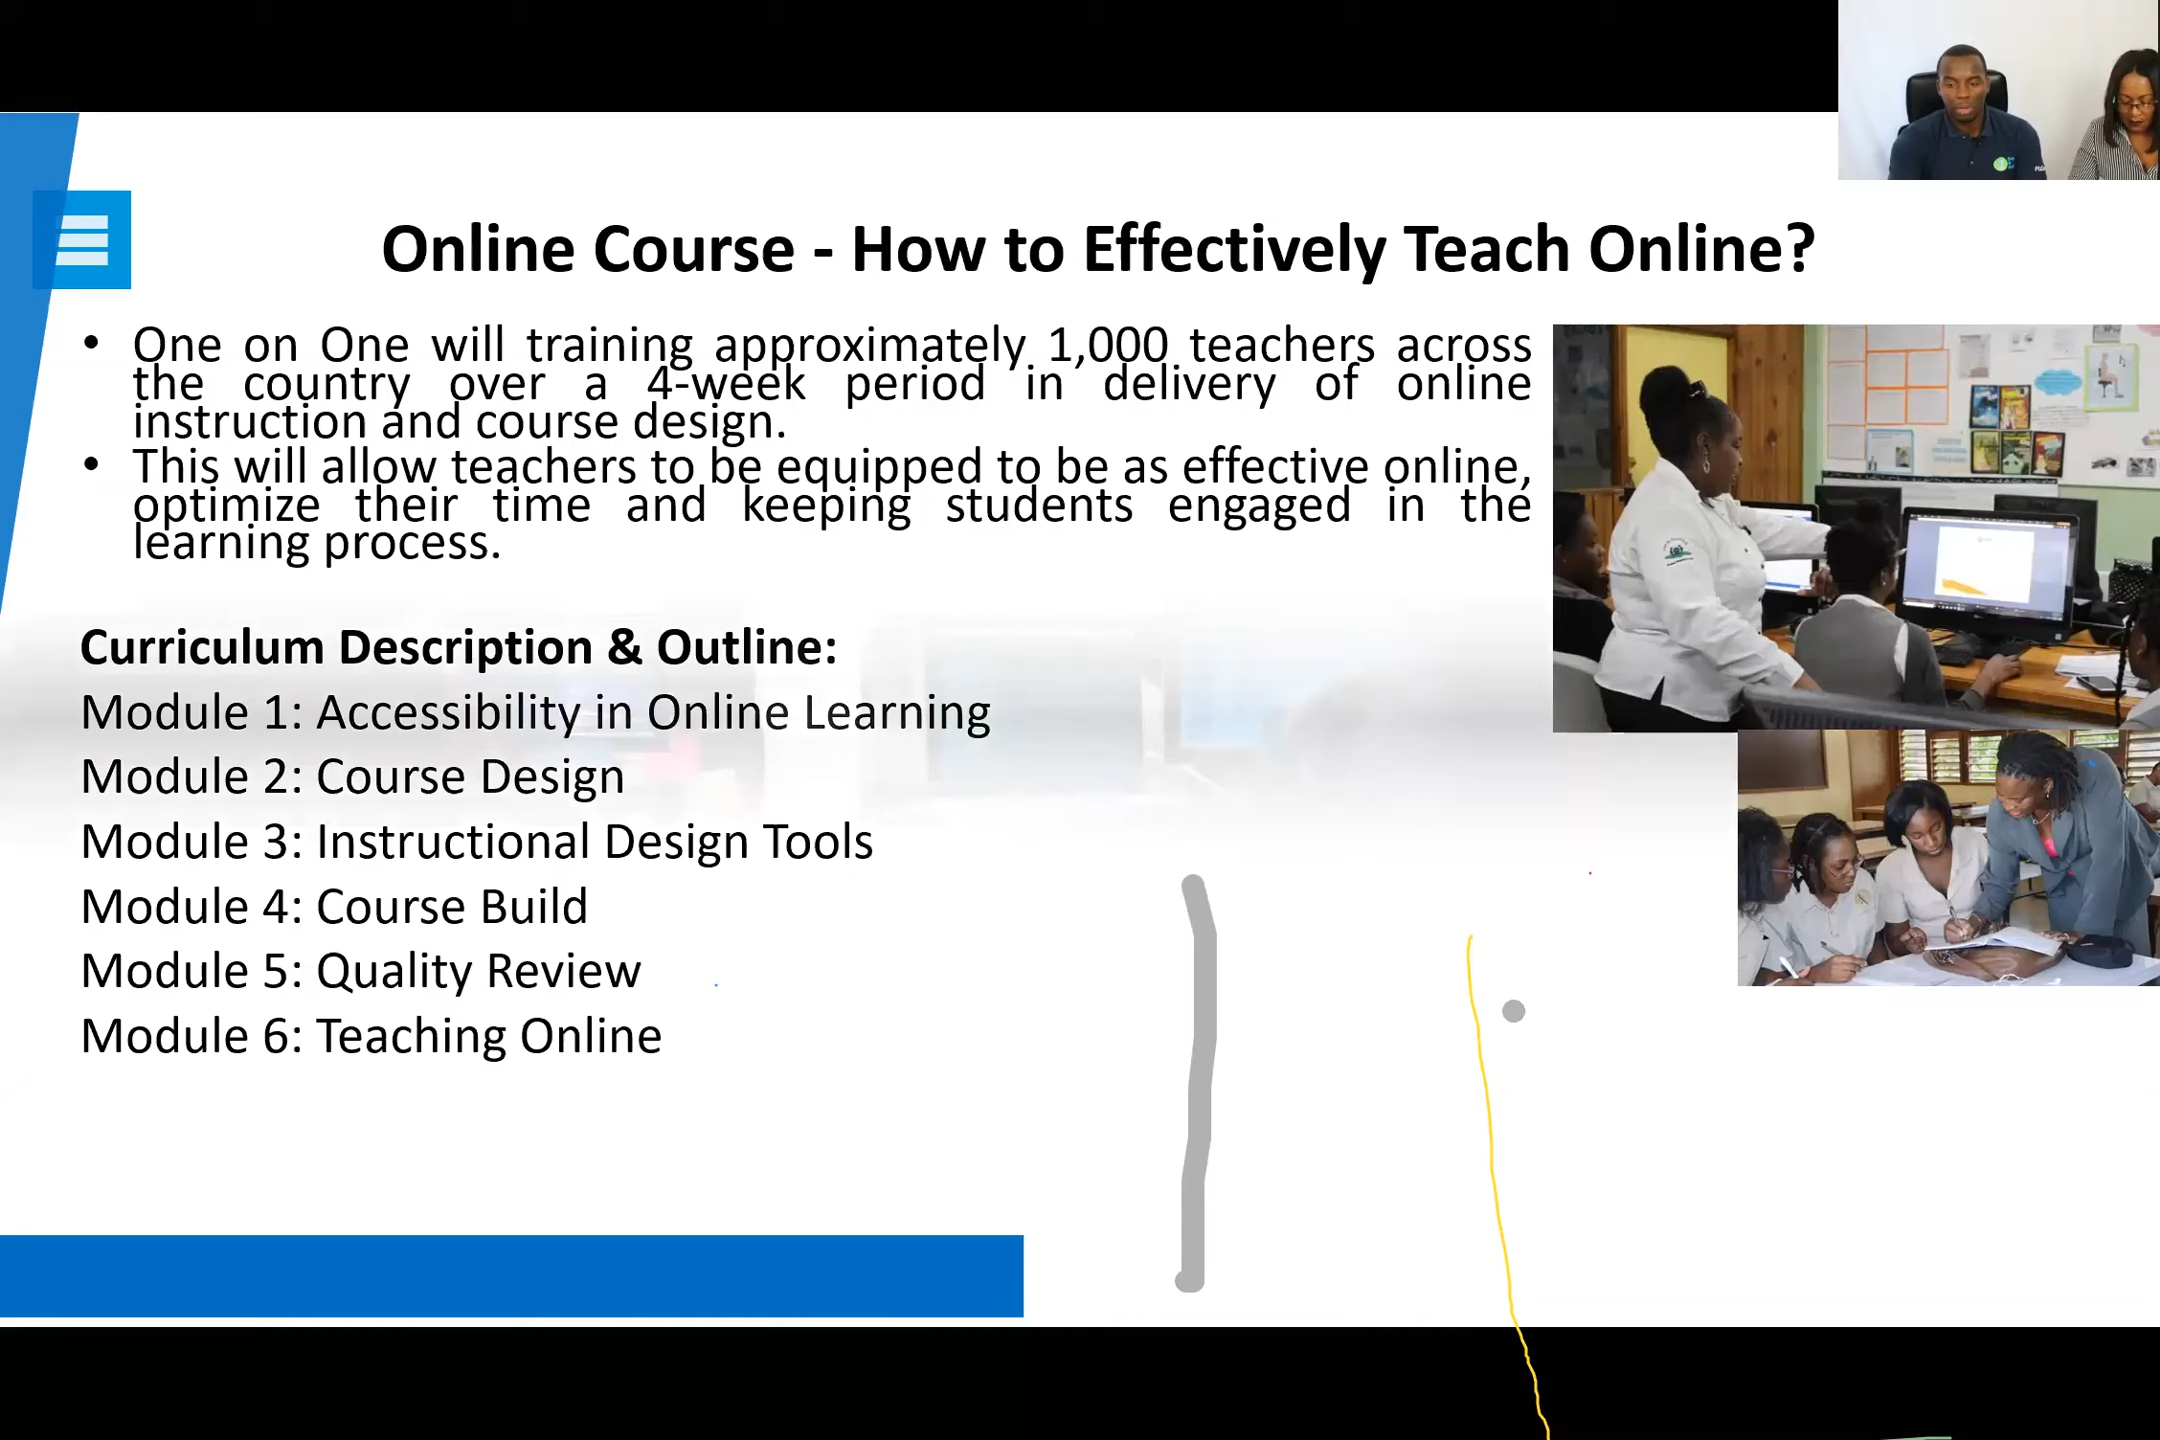 Online Course - How to Effectively Teach Online?
• One on One will training approximately 1,000 teachers across
the country over a 4-week period in delivery of online
instruction and course design.
• This will allow teachers to be equipped to be as effective online,
optimize their time and keeping students engaged in the
learning process.
Curriculum Description & Outline:
Module 1: Accessibility in Online Learning
Module 2: Course Design
Module 3: Instructional Design Tools
Module 4: Course Build
Module 5: Quality Review
Module 6: Teaching Online